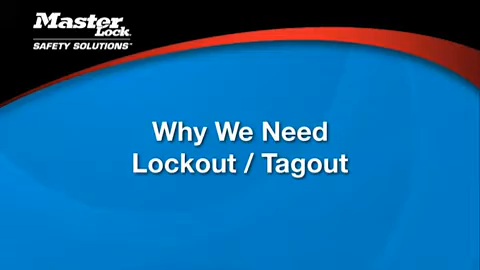 Master
Lock
SAFETY SOLUTIONS™
Why We Need
Lockout / Tagout